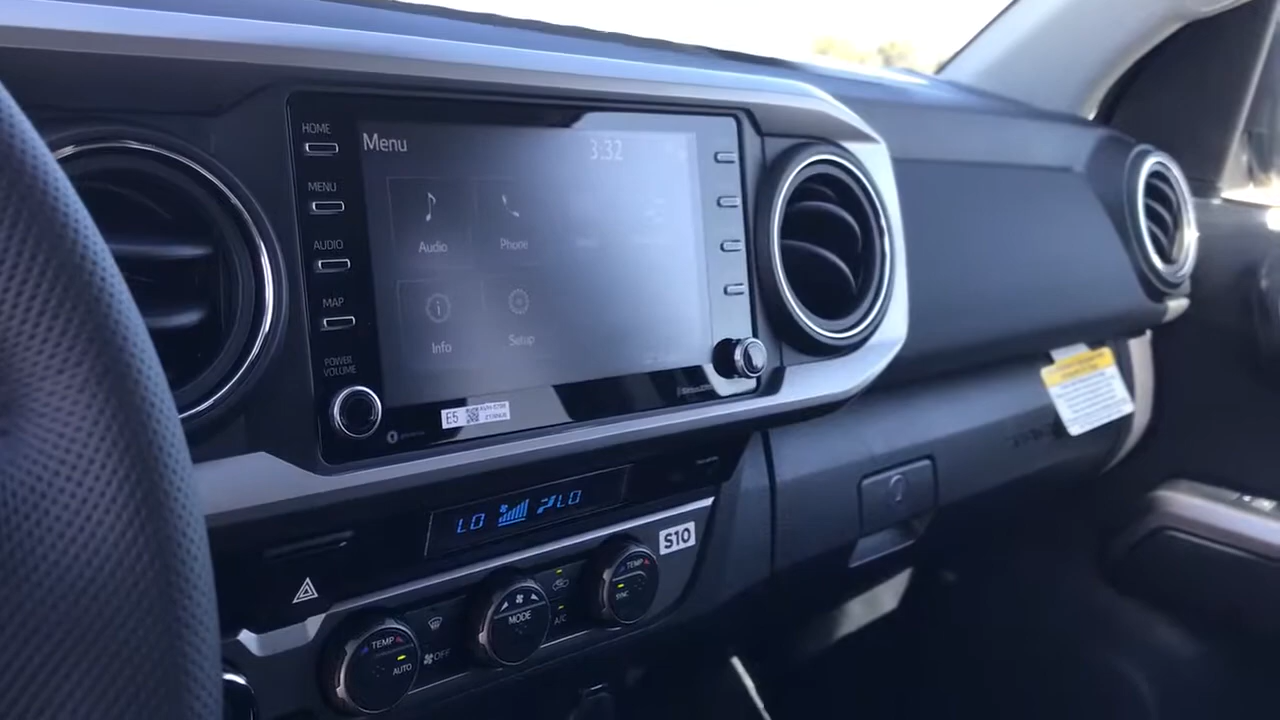 HOME
MENU
AUDIO
MAP
POWER
VOLUME
Menu
3:32
Audio
Phone
Info
Setup
E5
LO
LO
S10
TEMP
AUTO
OFF
MODE
A/C
TEMP
SYNC